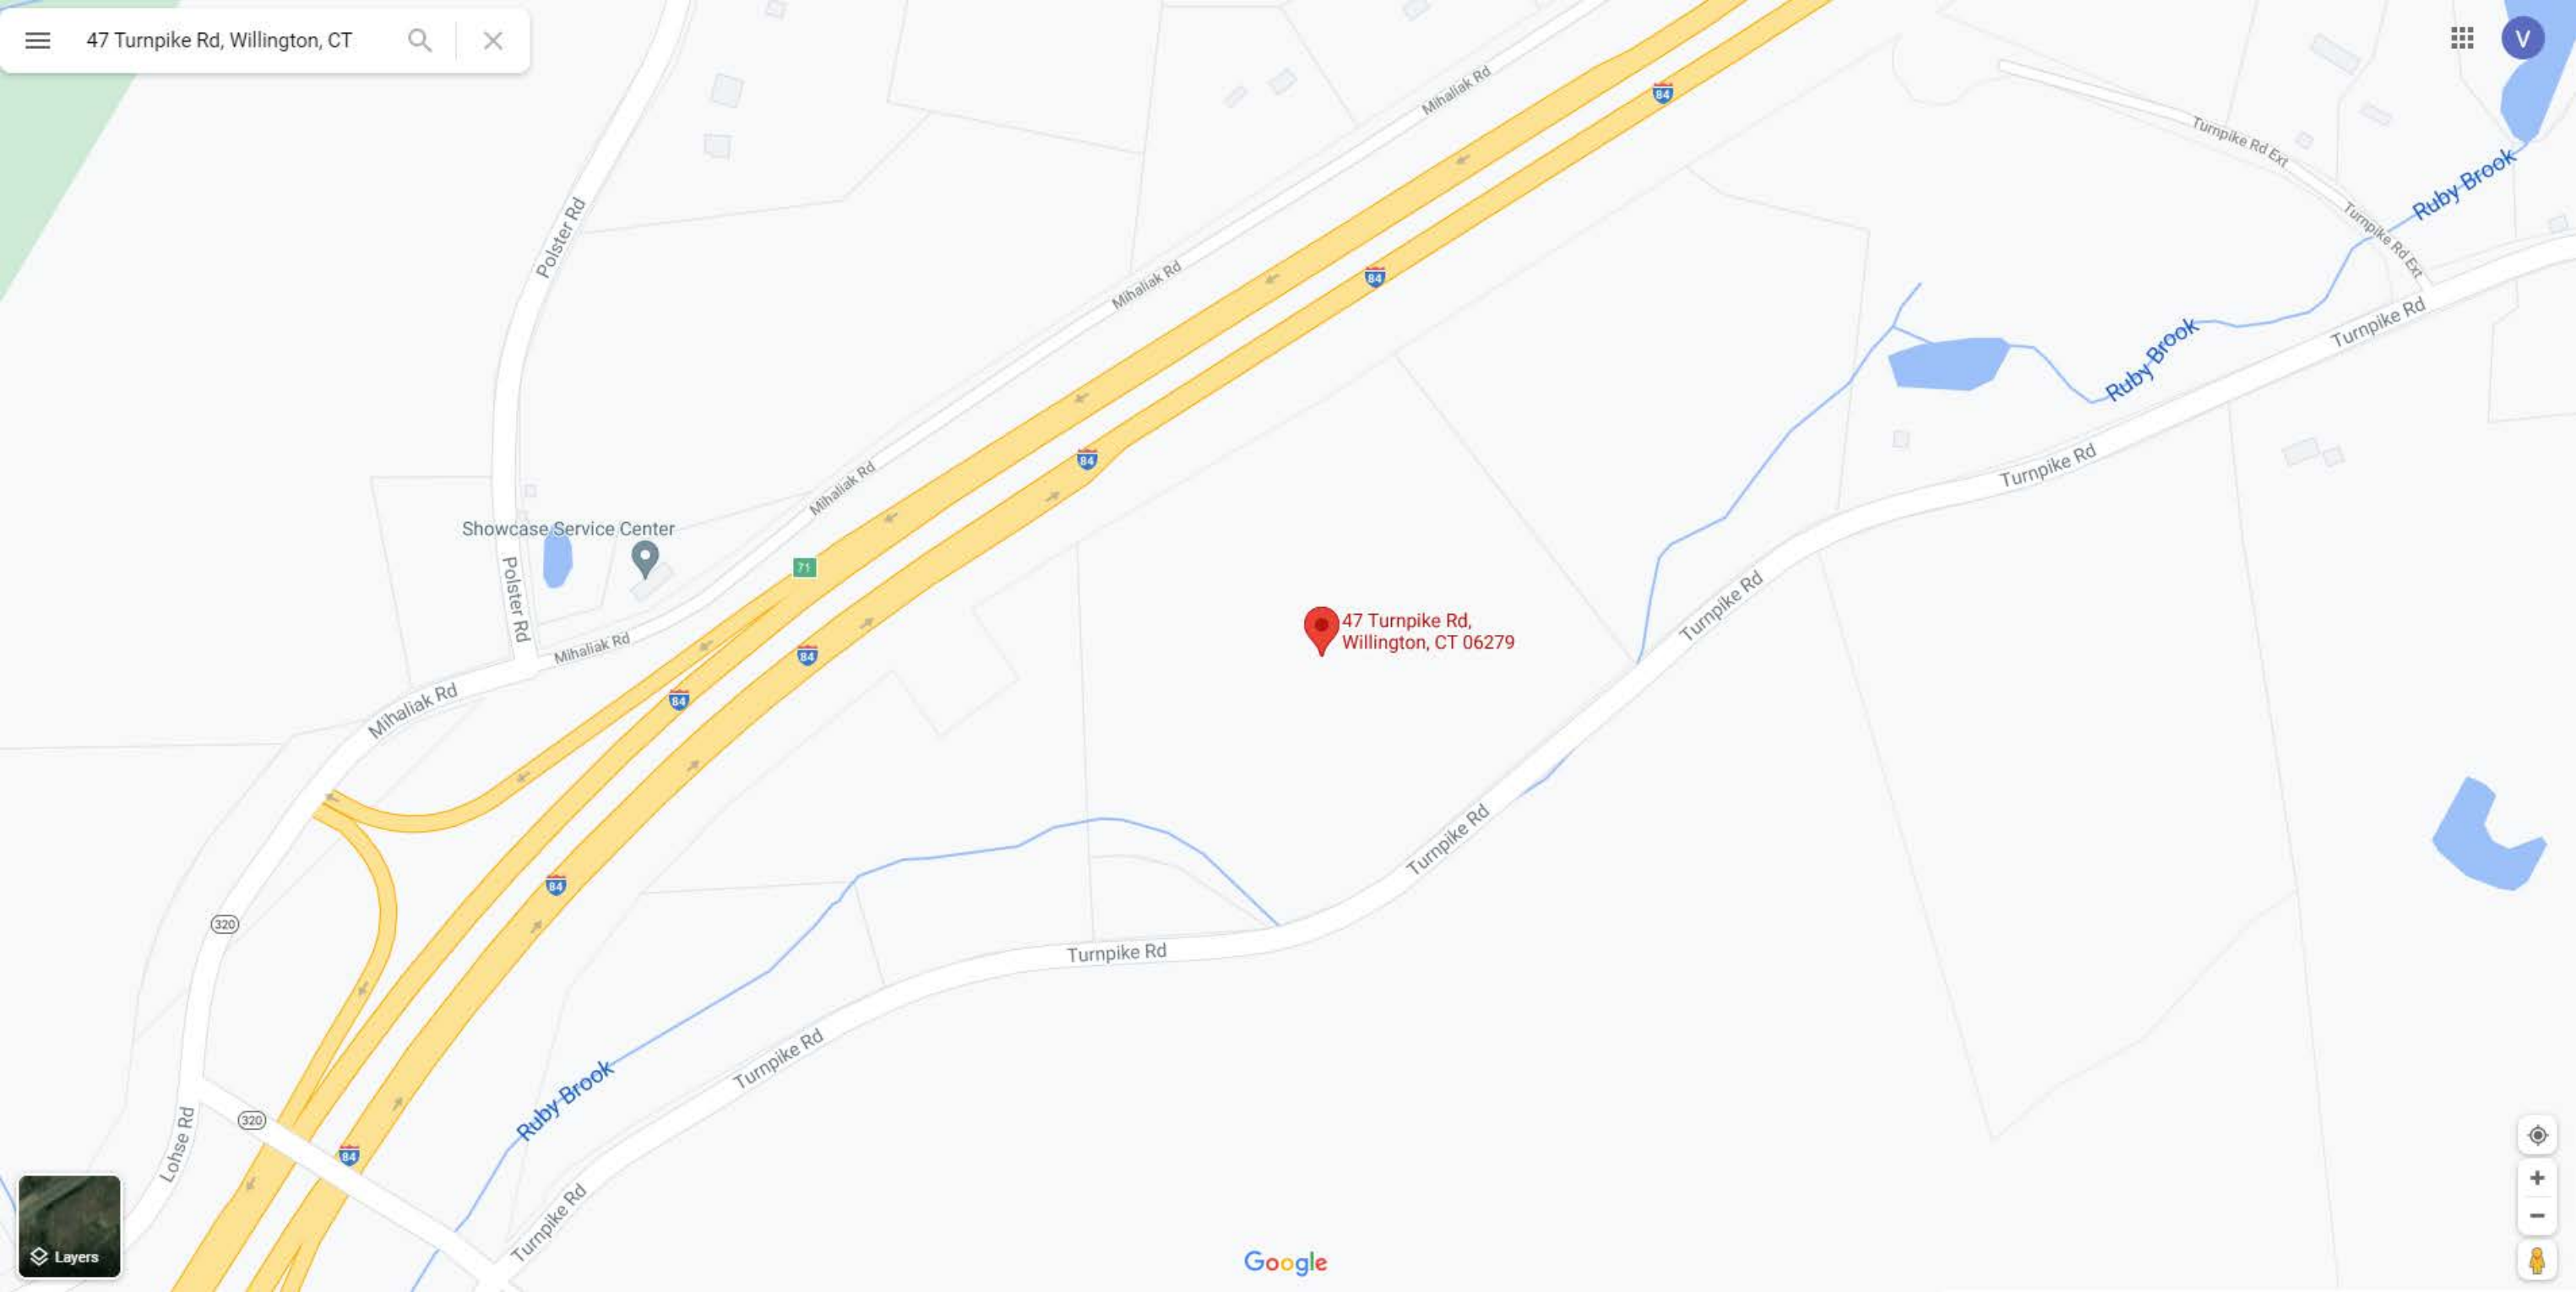 47 Turnpike Rd, Willington, CT
V
84
Mihaliak Rd
Turnpike Rd Ext
Ruby Brook
Polster Rd
Turnpike Rd Ext
Mihaliak Rd
84
Turnpike Rd
Ruby Brook
Mihaliak Rd
84
Turnpike Rd
Showcase Service Center
71
Polster Rd
47 Turnpike Rd,
Willington, CT 06279
Turnpike Rd
Mihaliak Rd
84
84
Mihaliak Rd
Turnpike Rd
84
320
Turnpike Rd
Turnpike Rd
Ruby Brook
320
Lohse Rd
84
Turnpike Rd
Layers
Google